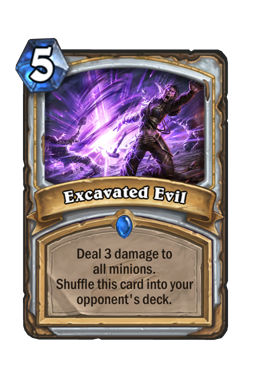 5
Excavated Evil
Deal 3 damage to
all minions.
Shuffle this card into your
opponent's deck.